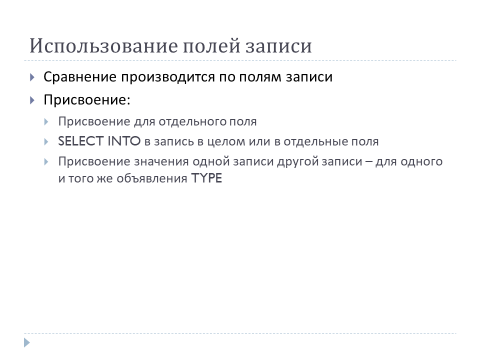 Использование полей записи
Сравнение производится по полям записи
Присвоение:
Присвоение для отдельного поля
SELECT INTO в запись в целом или в отдельные поля
Присвоение значения одной записи другой записи – для одного
и того же объявления TYPE